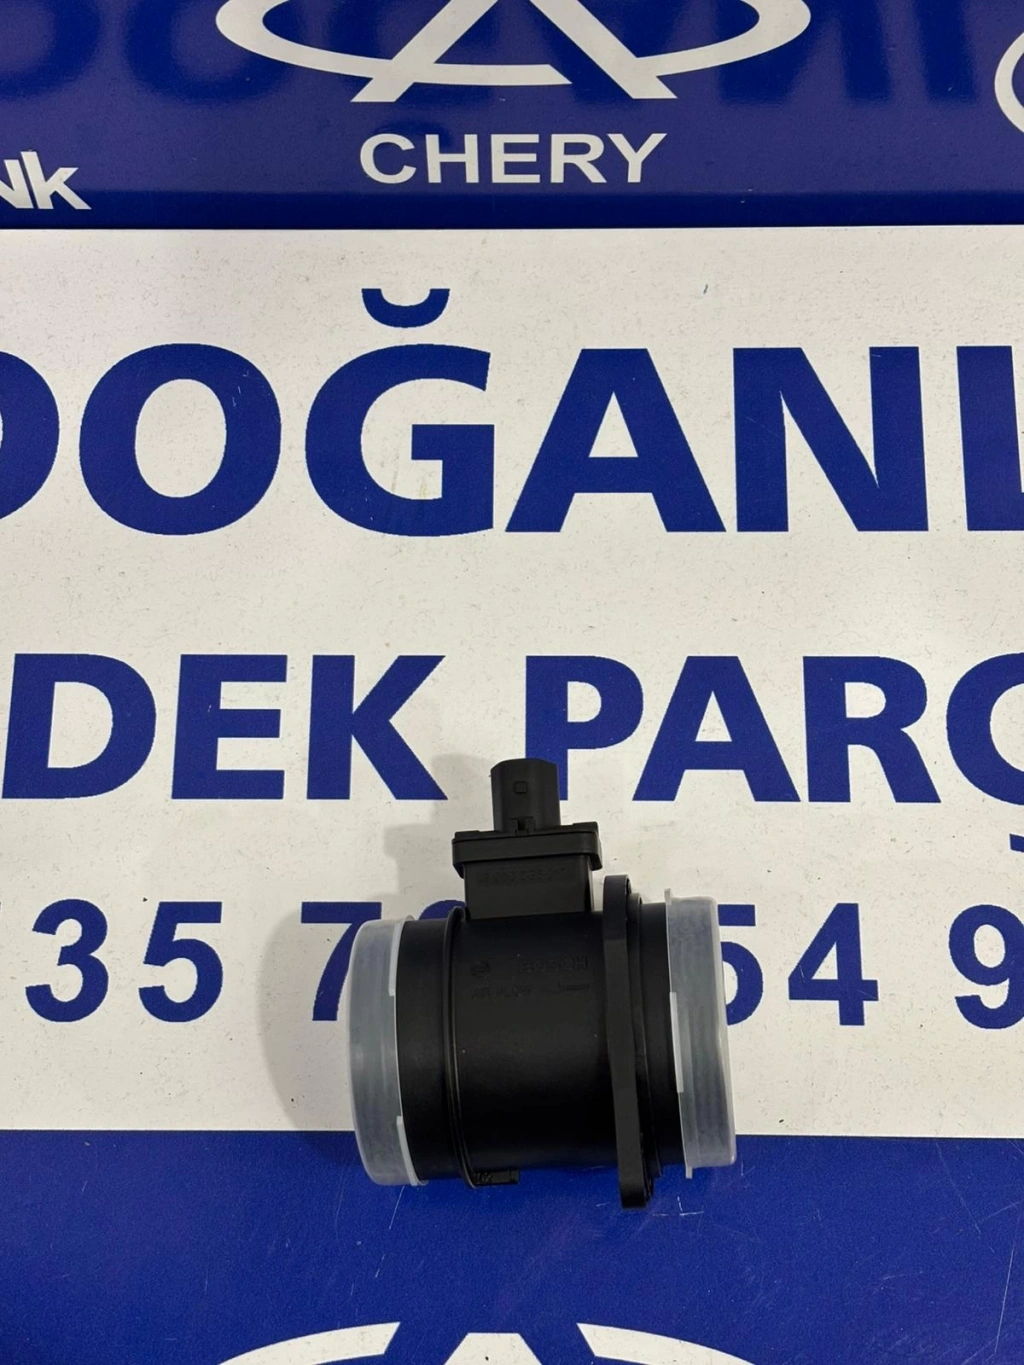 CHERY
nk
DOĞANL
DEK PARÇ
35 7 54 9
BOSCH